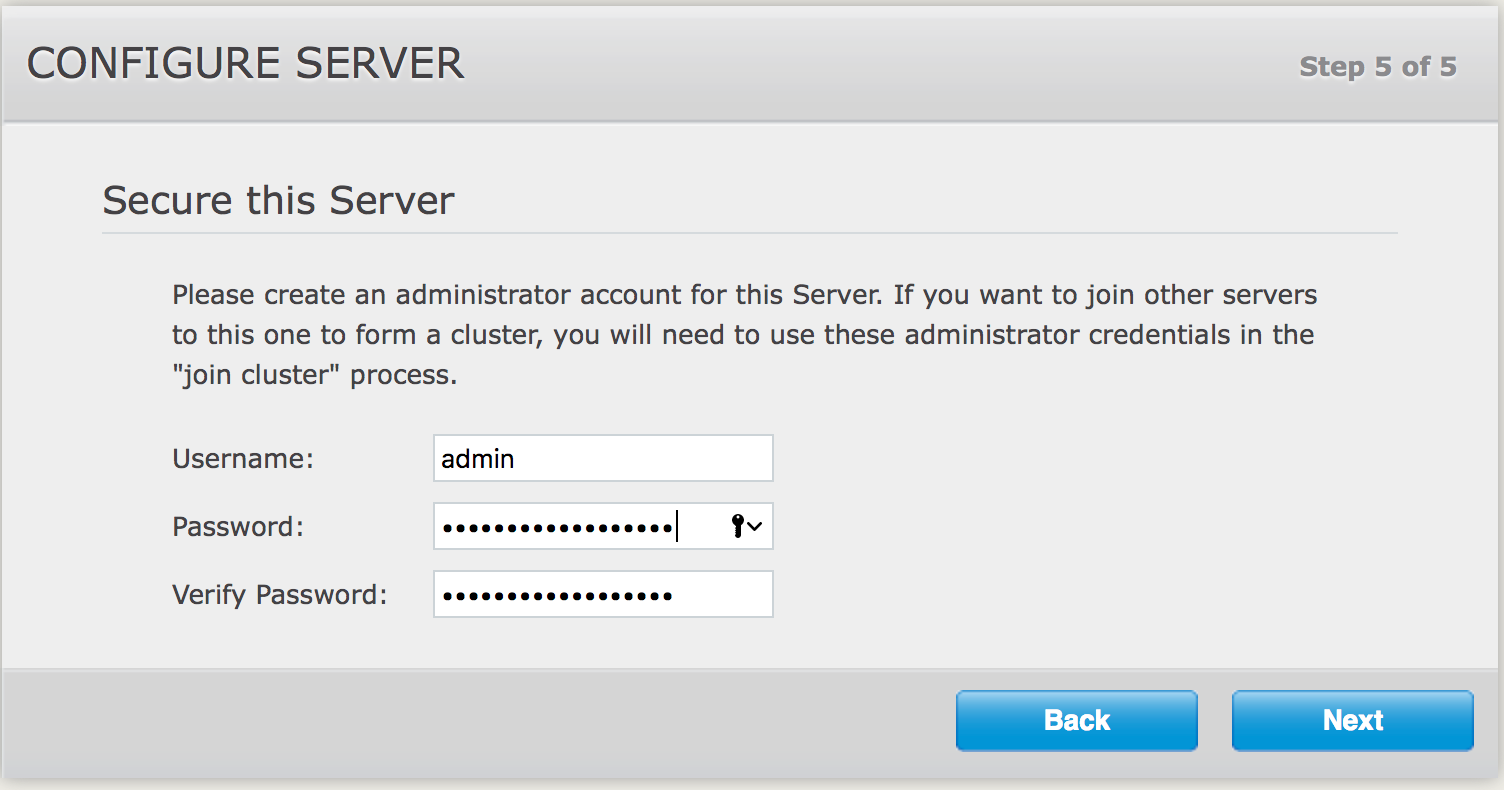 CONFIGURE SERVER
Step 5 of 5
Secure this Server
Please create an administrator account for this Server. If you want to join other servers
to this one to form a cluster, you will need to use these administrator credentials in the
"join cluster" process.
Username: admin
Password: ••••••••••••••••••
Verify Password: ••••••••••••••••••
Back Next